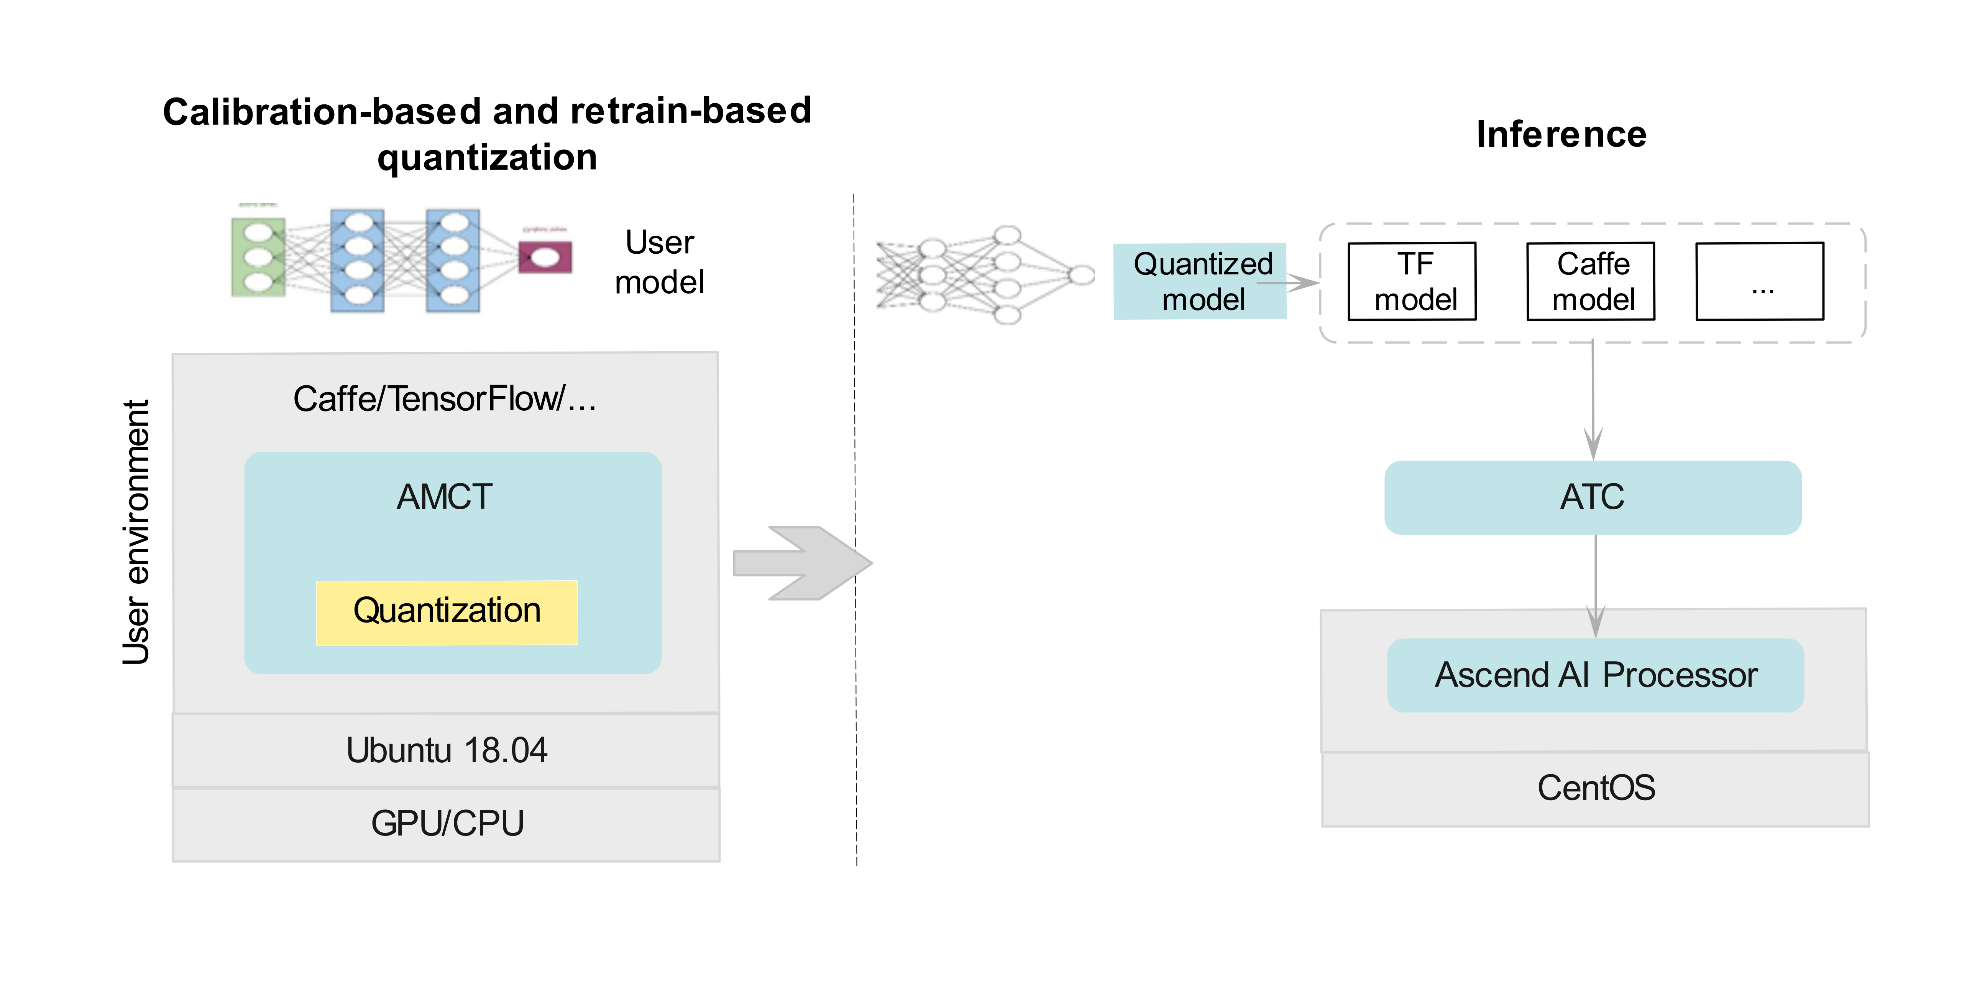 Calibration-based and retrain-based
quantization
User
model
User environment
Caffe/TensorFlow/...
AMCT
Quantization
Ubuntu 18.04
GPU/CPU
Inference
Quantized
model
TF
model
Caffe
model
...
ATC
Ascend AI Processor
CentOS